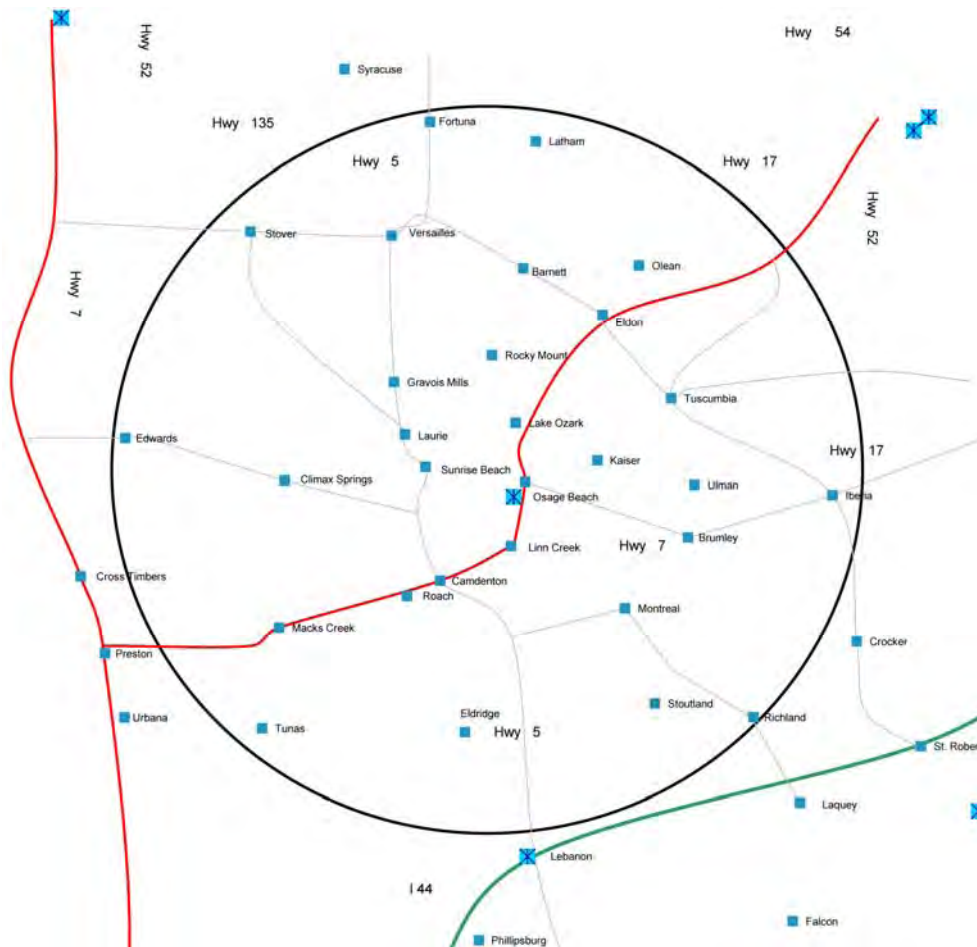 Hwy 52
Hwy 54
Syracuse
Hwy 135
Fortuna
Latham
Hwy 5
Hwy 17
Hwy 52
Stover
Versailles
Barnett
Olean
Hwy 7
Eldon
Rocky Mount
Gravois Mills
Tuscumbia
Lake Ozark
Laurie
Edwards
Hwy 17
Kaiser
Sunrise Beach
Climax Springs
Ulman
Osage Beach
Iberia
Brumley
Linn Creek
Hwy 7
Cross Timbers
Camdenton
Roach
Montreal
Macks Creek
Crocker
Preston
Stoutland
Eldridge
Urbana
Richland
Tunas
Hwy 5
St. Rober
Laquey
Lebanon
I 44
Falcon
Phillipsburg